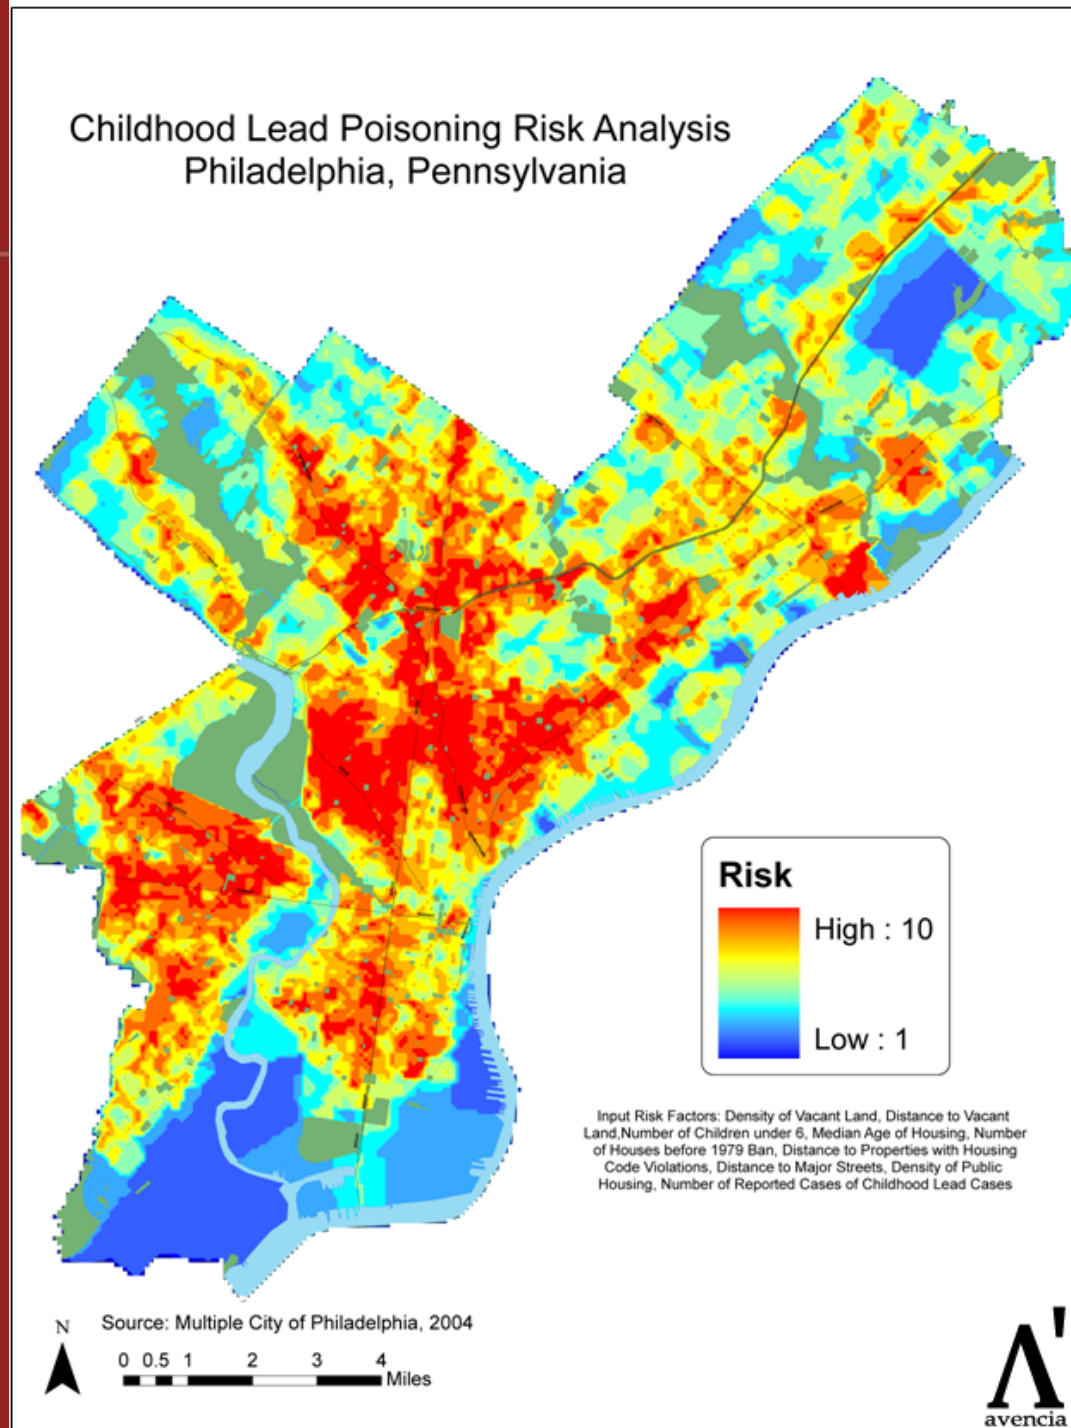 Childhood Lead Poisoning Risk Analysis
Philadelphia, Pennsylvania
Risk
High : 10
Low : 1
Input Risk Factors: Density of Vacant Land, Distance to Vacant
Land,Number of Children under 6, Median Age of Housing, Number
of Houses before 1979 Ban, Distance to Properties with Housing
Code Violations, Distance to Major Streets, Density of Public
Housing, Number of Reported Cases of Childhood Lead Cases
N
Source: Multiple City of Philadelphia, 2004
0 0.5 1 2 3 4
Miles
avencia